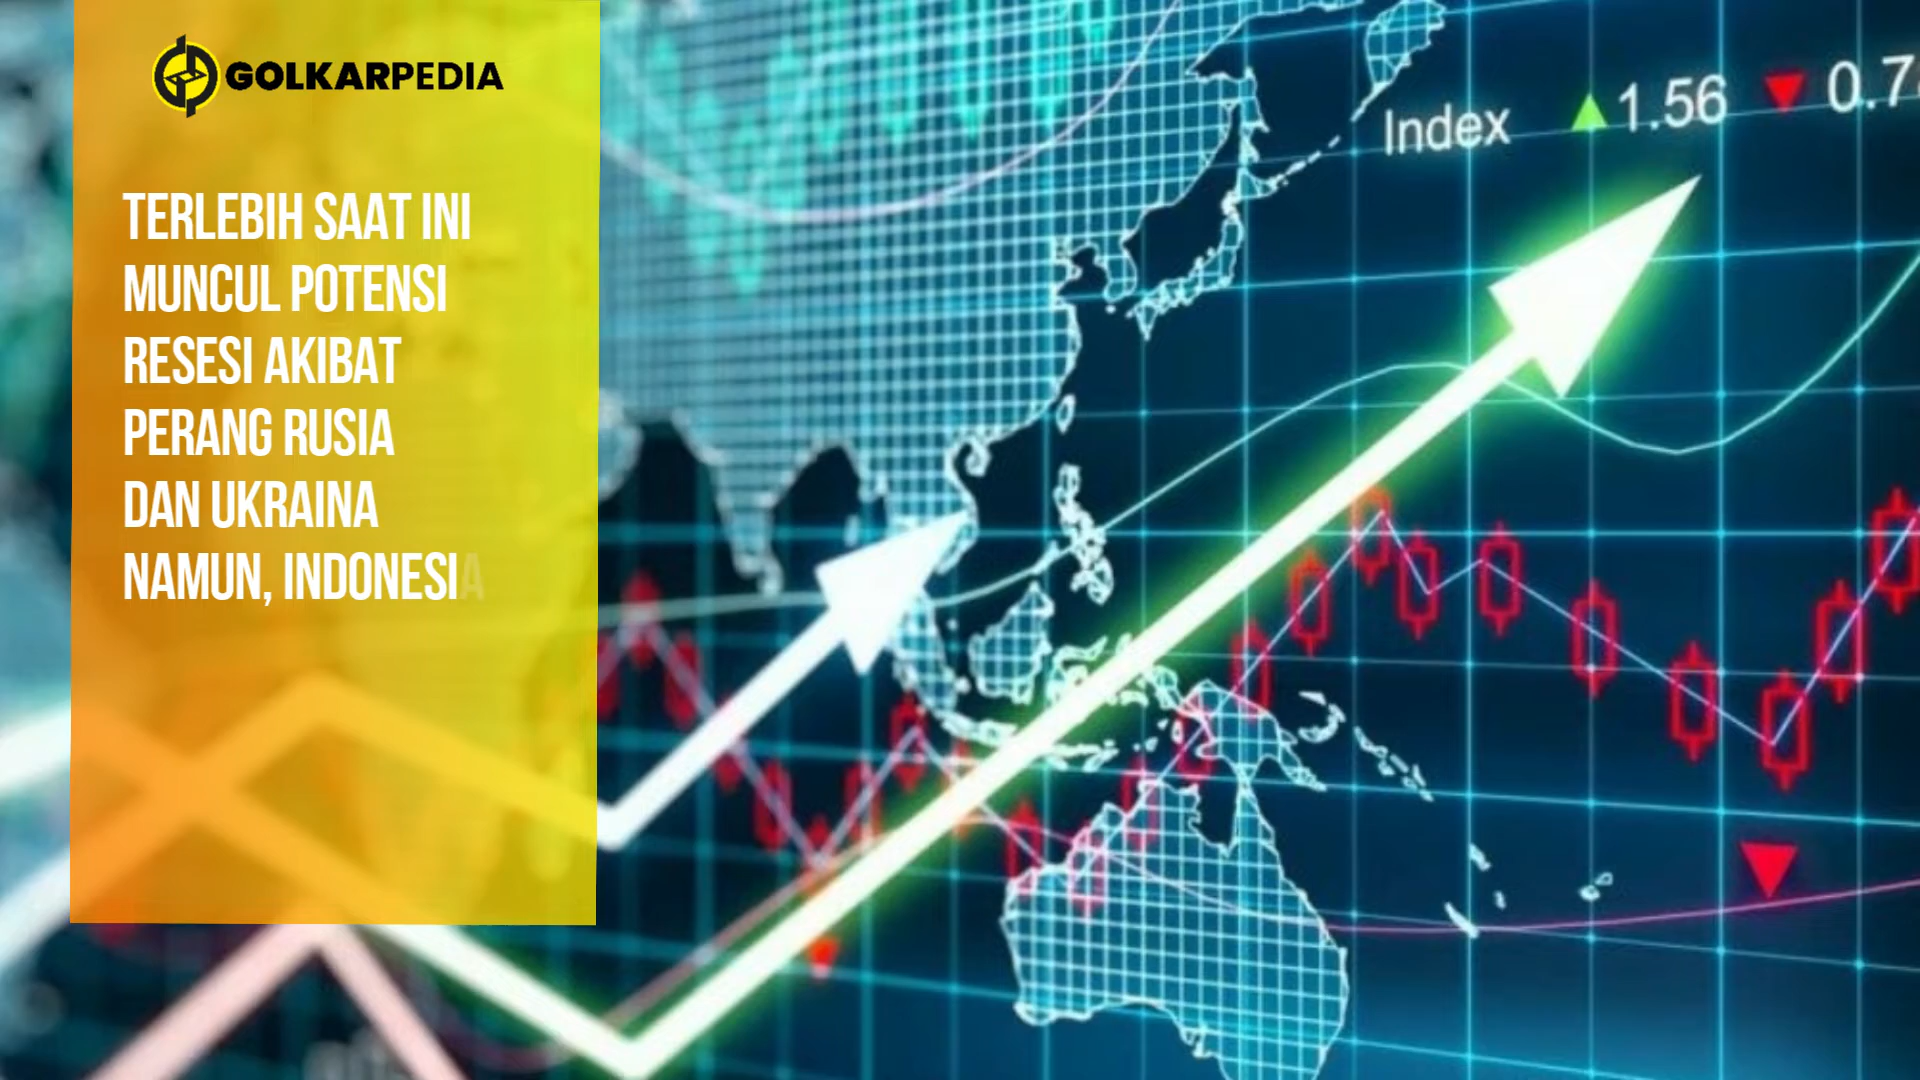 GOLKARPEDIA
TERLEBIH SAAT INI
MUNCUL POTENSI
RESESI AKIBAT
PERANG RUSIA
DAN UKRAINA
NAMUN, INDONESIA
Index ▲1.56 ▼ 0.7